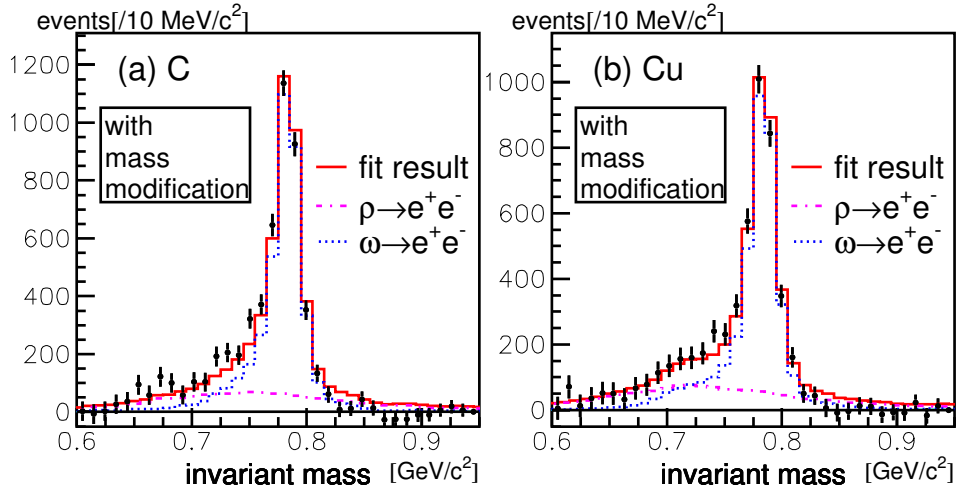 events[/10 MeV/c²]
(a) C
with
mass
modification
fit result
ρ→e⁺e⁻
ω→e⁺e⁻
1200
1000
800
600
400
200
0
0.6
0.7
0.8
0.9
invariant mass [GeV/c²]
events[/10 MeV/c²]
(b) Cu
with
mass
modification
fit result
ρ→e⁺e⁻
ω→e⁺e⁻
1000
800
600
400
200
0
0.6
0.7
0.8
0.9
invariant mass [GeV/c²]